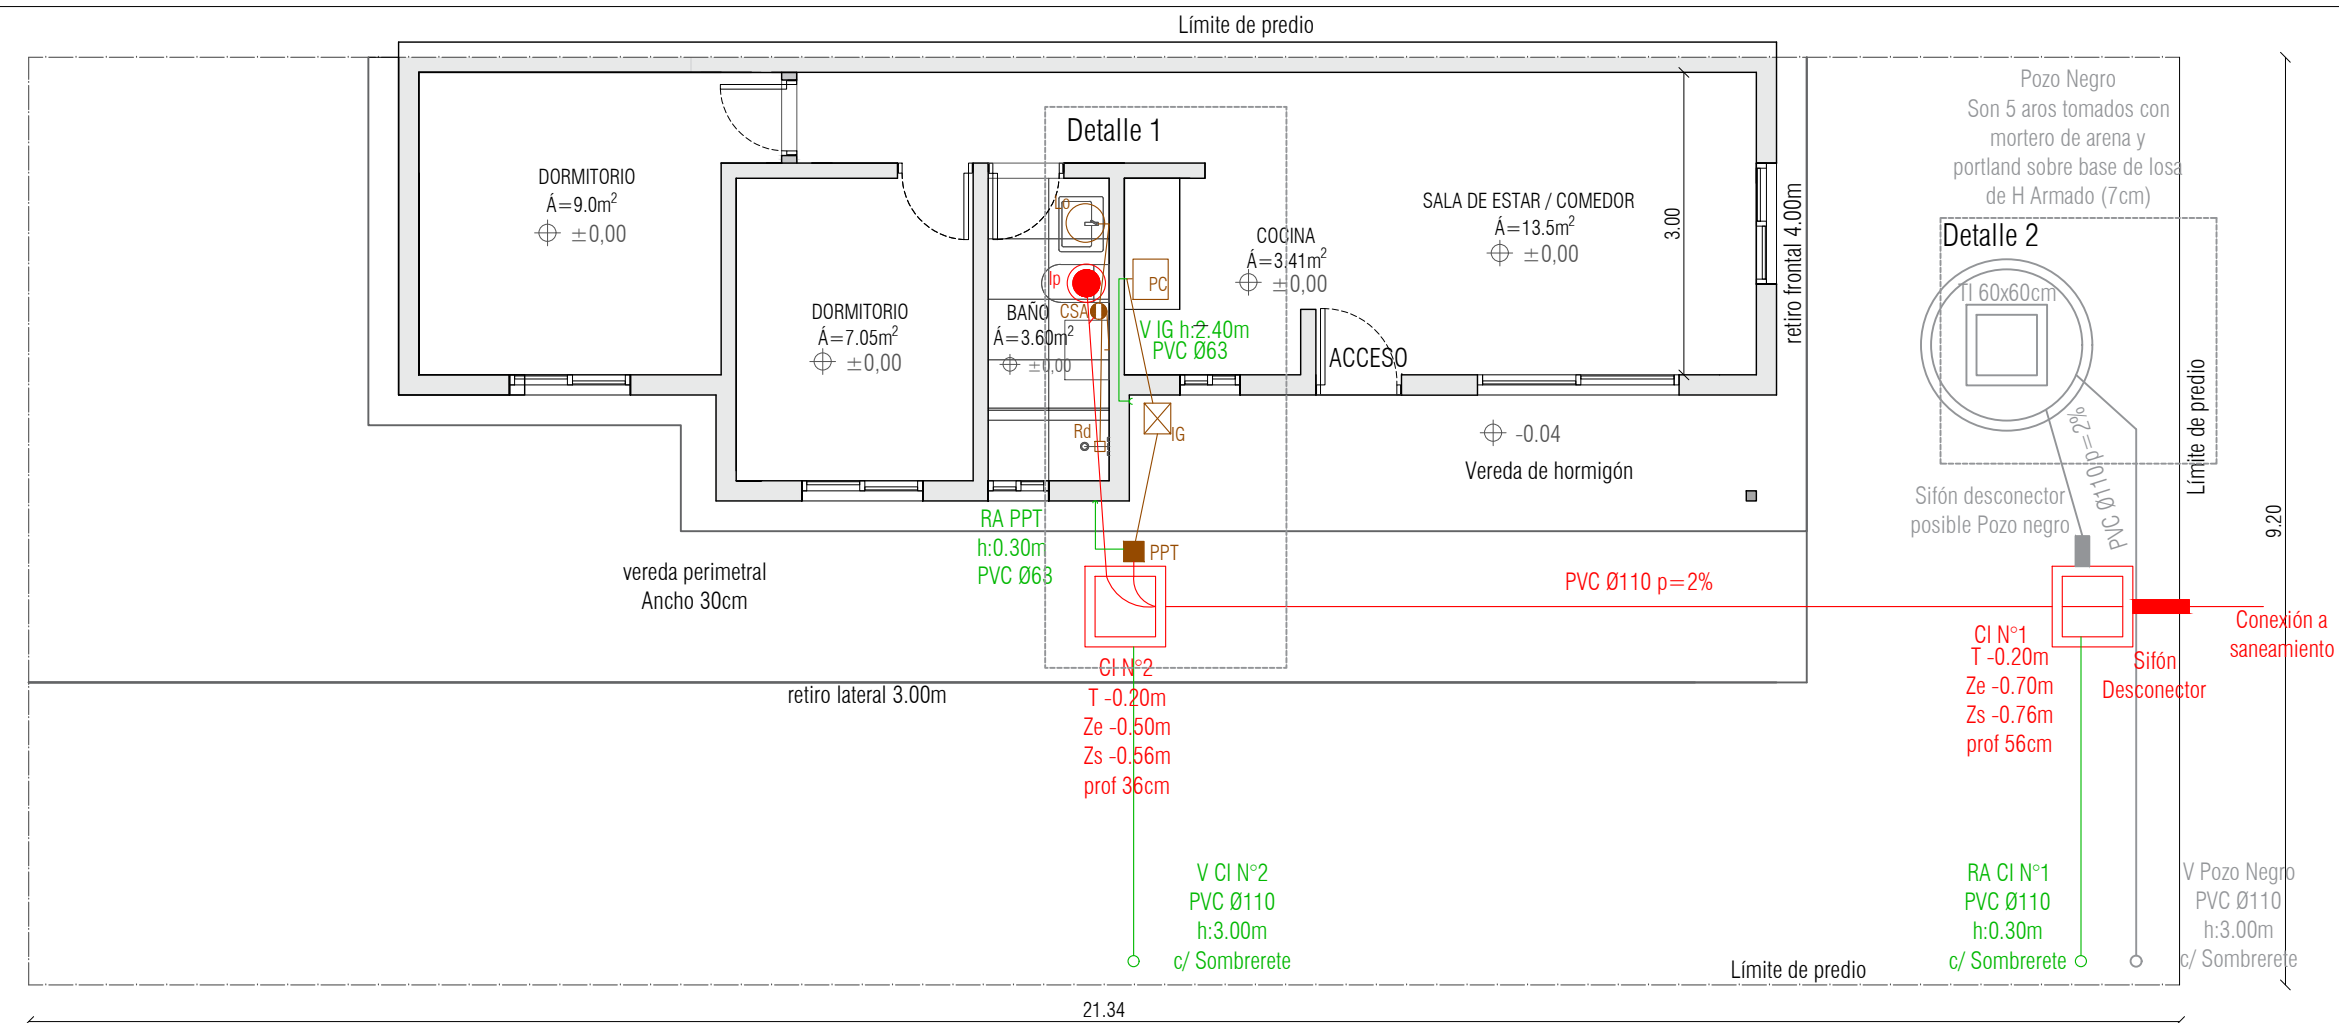 Límite de predio
Pozo Negro
Son 5 aros tomados con
mortero de arena y
portland sobre base de losa
de H Armado (7cm)
Detalle 1
DORMITORIO
Á=9.0m²
±0,00
Lo
SALA DE ESTAR / COMEDOR
Á=13.5m²
±0,00
3.00
retiro frontal 4.00m
COCINA
Á=3.41m²
±0,00
Detalle 2
TI 60x60cm
Ip
PC
DORMITORIO
Á=7.05m²
±0,00
BAÑO
Á=3.60m²
±0,00
CSA
V IG h:2.40m
PVC Ø63
ACCESO
Límite de predio
PVC Ø110 p=2%
Rd
IG
-0.04
Vereda de hormigón
Sifón desconector
posible Pozo negro
9.20
RA PPT
h:0.30m
PVC Ø63
PPT
vereda perimetral
Ancho 30cm
PVC Ø110 p=2%
Conexión a
saneamiento
CI N°1
T -0.20m
Ze -0.70m
Zs -0.76m
prof 56cm
Sifón
Desconector
CI N°2
T -0.20m
Ze -0.50m
Zs -0.56m
prof 36cm
retiro lateral 3.00m
V CI N°2
PVC Ø110
h:3.00m
c/ Sombrerete
RA CI N°1
PVC Ø110
h:0.30m
c/ Sombrerete
V Pozo Negro
PVC Ø110
h:3.00m
c/ Sombrerete
Límite de predio
21.34